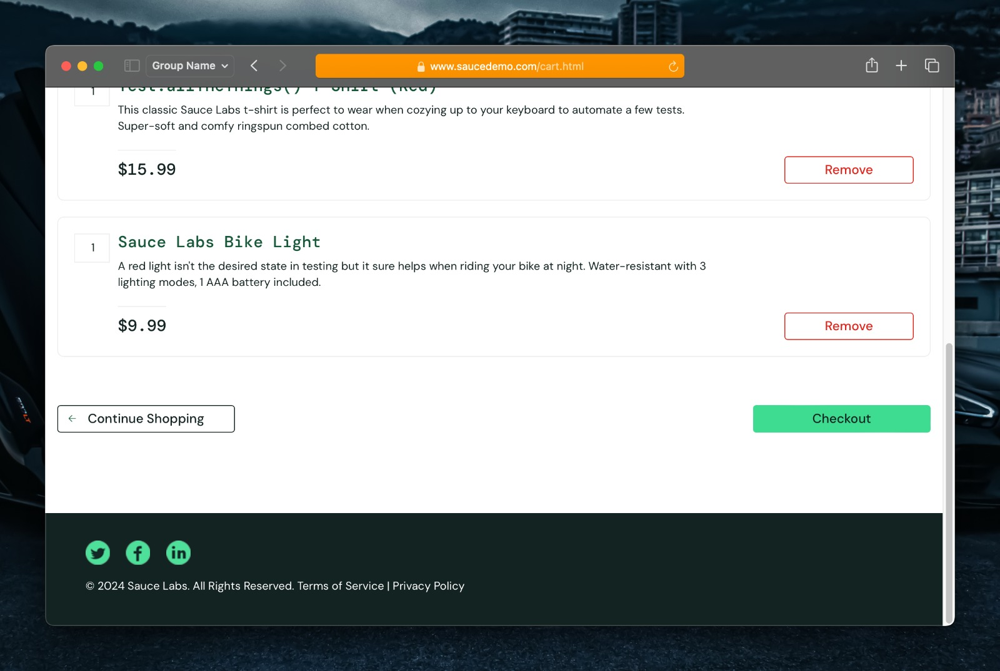 Group Name
www.saucedemo.com/cart.html
1
Test.allTheThings() T-Shirt (Red)
This classic Sauce Labs t-shirt is perfect to wear when cozying up to your keyboard to automate a few tests.
Super-soft and comfy ringspun combed cotton.
$15.99
Remove
1
Sauce Labs Bike Light
A red light isn't the desired state in testing but it sure helps when riding your bike at night. Water-resistant with 3
lighting modes, 1 AAA battery included.
$9.99
Remove
← Continue Shopping
Checkout
© 2024 Sauce Labs. All Rights Reserved. Terms of Service | Privacy Policy